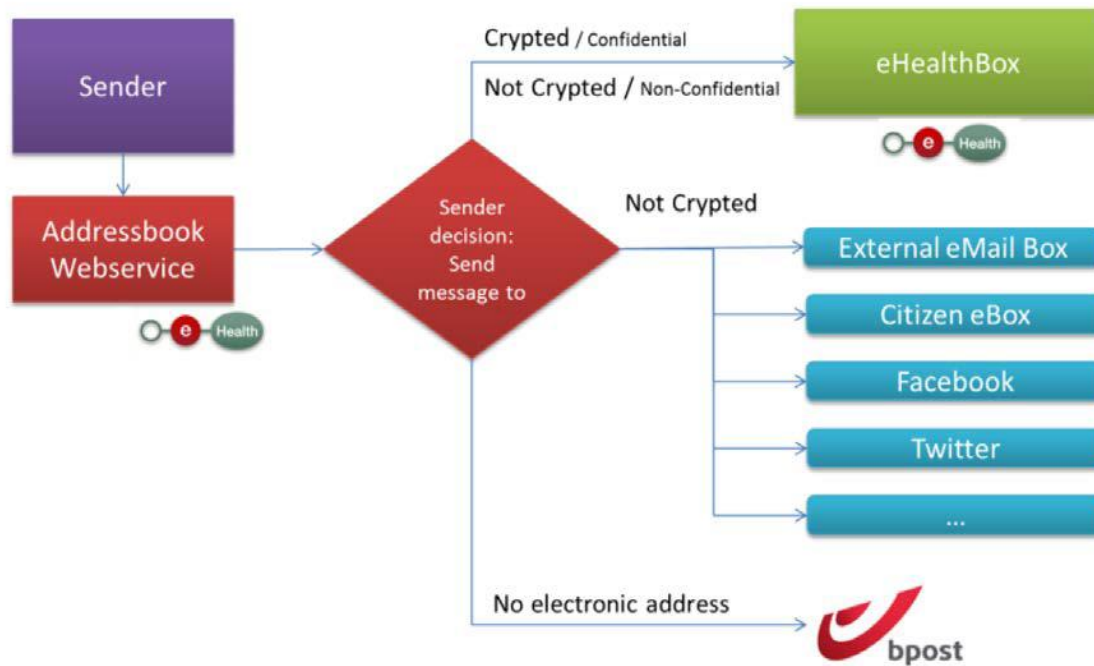 Sender
Addressbook
Webservice
e Health
Sender
decision:
Send
message to
Crypted / Confidential
Not Crypted / Non-Confidential
eHealthBox
e Health
Not Crypted
External eMail Box
Citizen eBox
Facebook
Twitter
...
No electronic address
bpost